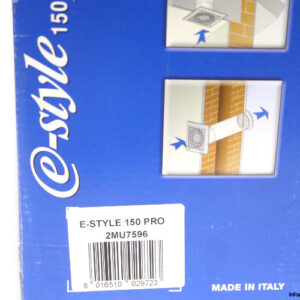 e-style 150
E-STYLE 150 PRO
2MU7596
8 016510 029723
MADE IN ITALY